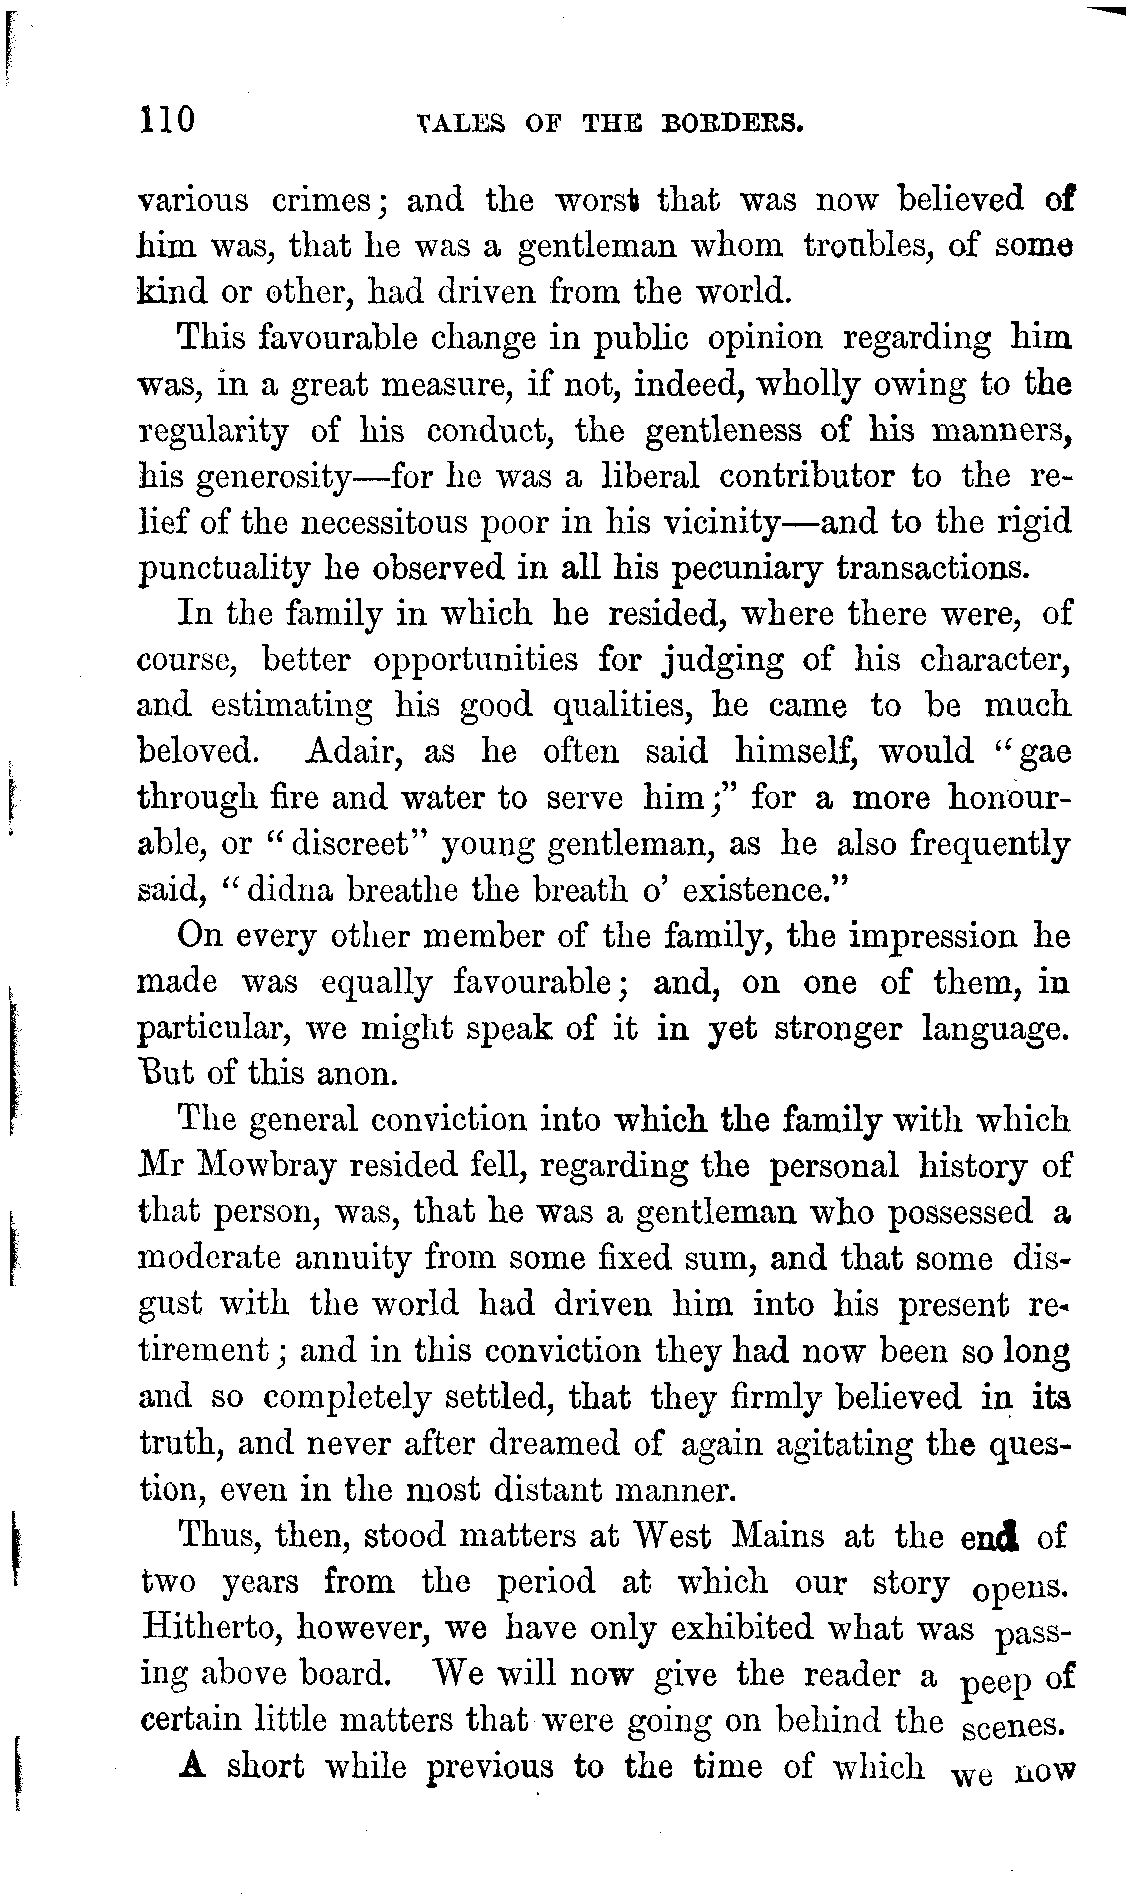 110 TALES OF THE BORDERS.
various crimes; and the worst that was now believed of
him was, that he was a gentleman whom troubles, of some
kind or other, had driven from the world.
This favourable change in public opinion regarding him
was, in a great measure, if not, indeed, wholly owing to the
regularity of his conduct, the gentleness of his manners,
his generosity—for he was a liberal contributor to the re-
lief of the necessitous poor in his vicinity—and to the rigid
punctuality he observed in all his pecuniary transactions.
In the family in which he resided, where there were, of
course, better opportunities for judging of his character,
and estimating his good qualities, he came to be much
beloved. Adair, as he often said himself, would "gae
through fire and water to serve him;" for a more honour-
able, or "discreet" young gentleman, as he also frequently
said, "didna breathe the breath o' existence."
On every other member of the family, the impression he
made was equally favourable; and, on one of them, in
particular, we might speak of it in yet stronger language.
But of this anon.
The general conviction into which the family with which
Mr Mowbray resided fell, regarding the personal history of
that person, was, that he was a gentleman who possessed a
moderate annuity from some fixed sum, and that some dis-
gust with the world had driven him into his present re-
tirement; and in this conviction they had now been so long
and so completely settled, that they firmly believed in its
truth, and never after dreamed of again agitating the ques-
tion, even in the most distant manner.
Thus, then, stood matters at West Mains at the end of
two years from the period at which our story opens.
Hitherto, however, we have only exhibited what was pass-
ing above board. We will now give the reader a peep of
certain little matters that were going on behind the scenes.
A short while previous to the time of which we now